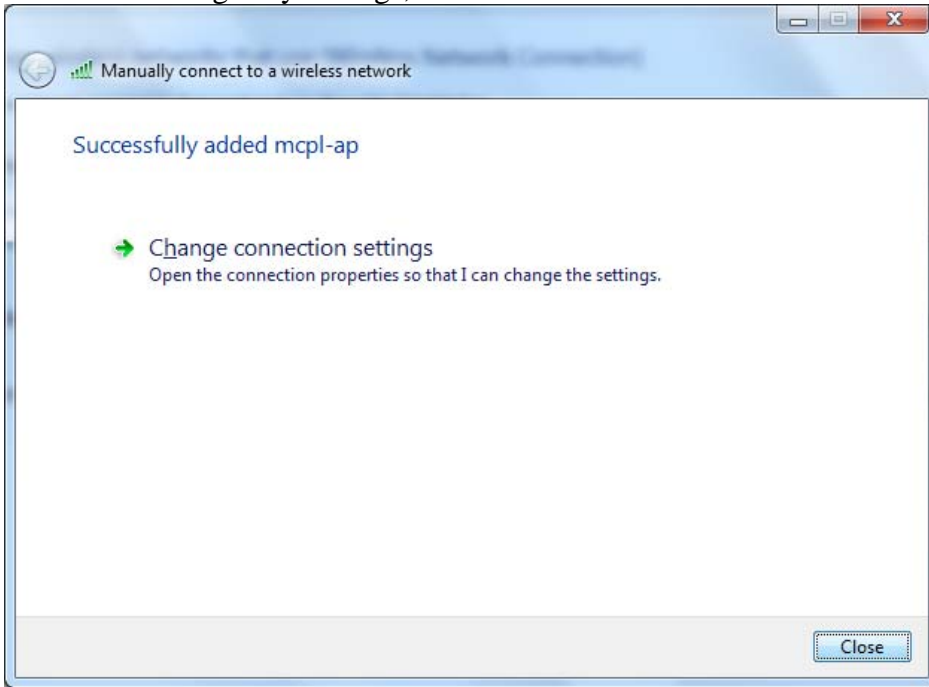 Manually connect to a wireless network
Successfully added mcpl-ap
Change connection settings
Open the connection properties so that I can change the settings.
Close